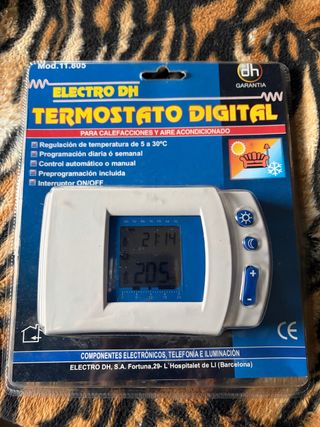 Mod.11.805
dh
GARANTIA
ELECTRO DH
TERMOSTATO DIGITAL
PARA CALEFACCIONES Y AIRE ACONDICIONADO
Regulación de temperatura de 5 a 30ºC
Programación diaria ó semanal
Control automático o manual
Preprogramación incluida
Interruptor ON/OFF
21:14
20.5
+
-
CE
COMPONENTES ELECTRÓNICOS, TELEFONÍA E ILUMINACIÓN
ELECTRO DH, S.A. Fortuna,29- L'Hospitalet de Ll (Barcelona)